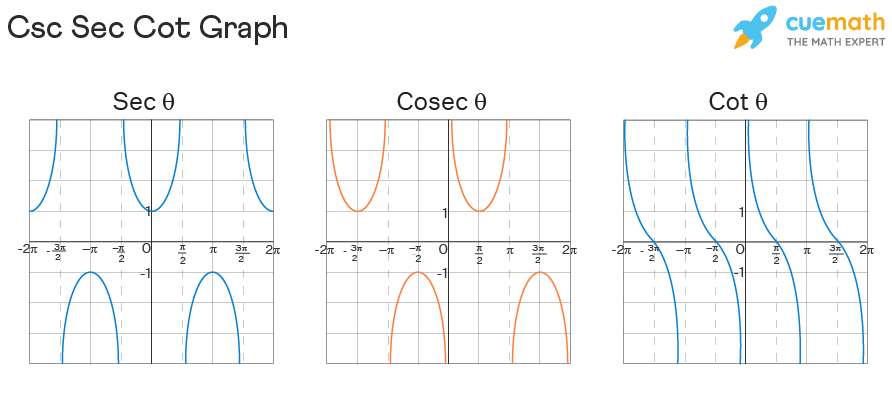 Csc Sec Cot Graph
cuemath
THE MATH EXPERT
Sec θ
Cosec θ
Cot θ
1
-1
-2π -3π/2 -π -π/2 0 π/2 π 3π/2 2π
1
-1
-2π -3π/2 -π -π/2 0 π/2 π 3π/2 2π
1
-1
-2π -3π/2 -π -π/2 0 π/2 π 3π/2 2π